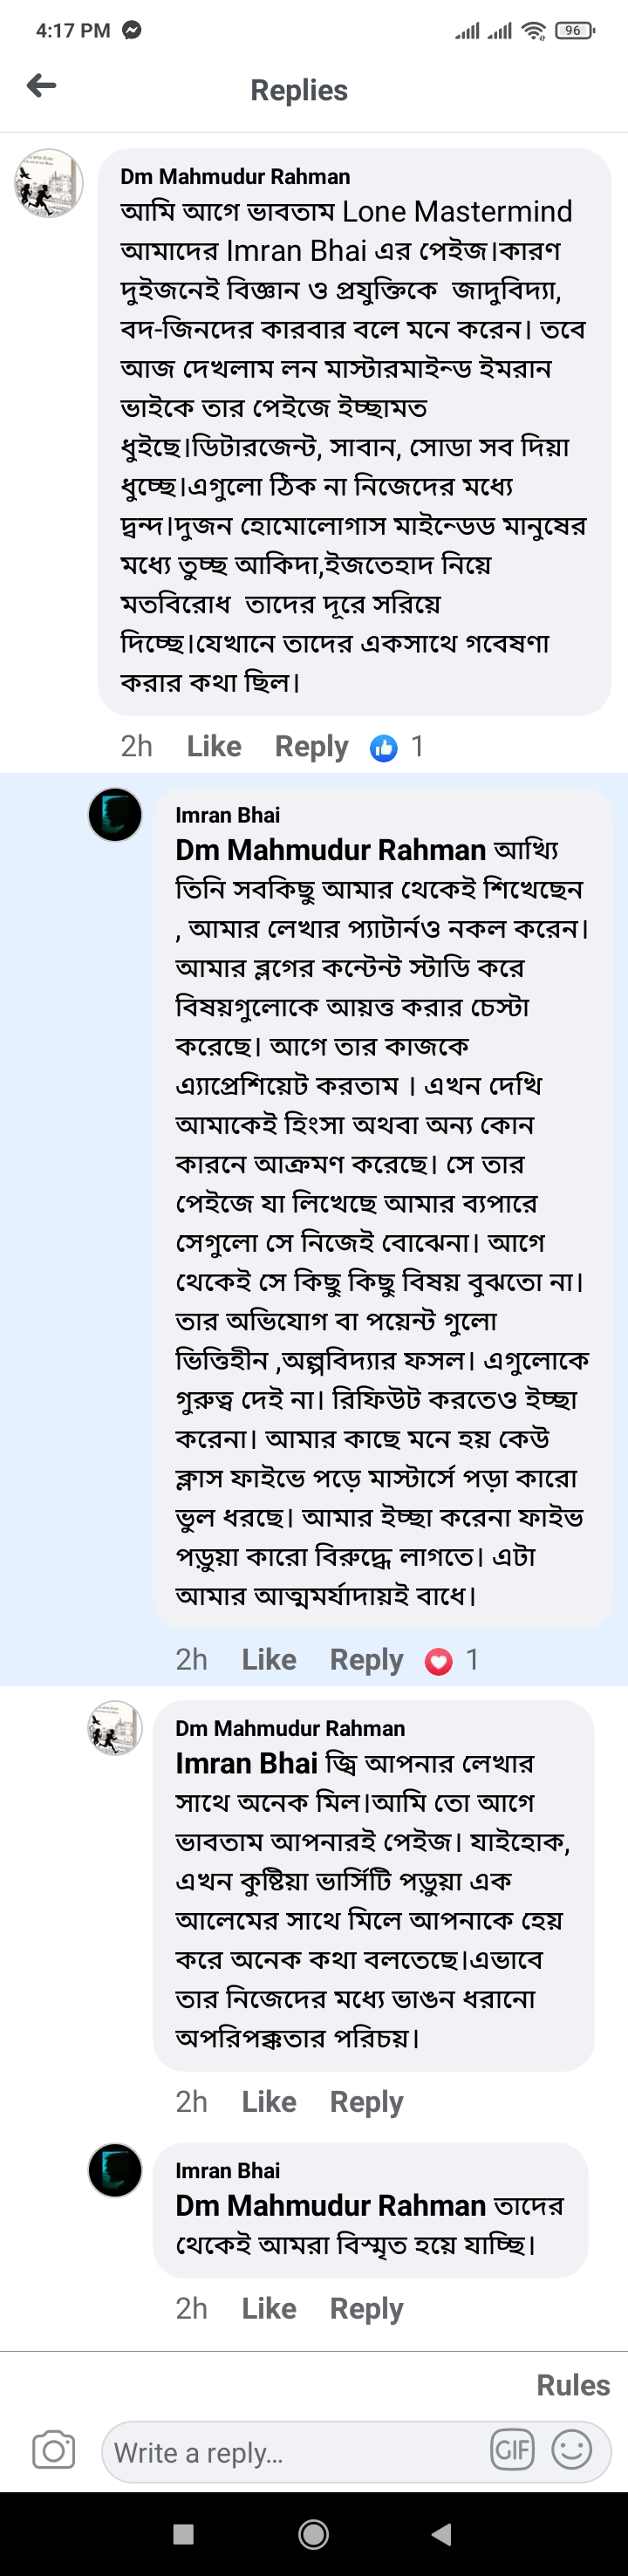 4:17 PM
96
Replies
Dm Mahmudur Rahman
আমি আগে ভাবতাম Lone Mastermind
আমাদের Imran Bhai এর পেইজ।কারণ
দুইজনেই বিজ্ঞান ও প্রযুক্তিকে জাদুবিদ্যা,
বদ-জিনদের কারবার বলে মনে করেন। তবে
আজ দেখলাম লন মাস্টারমাইন্ড ইমরান
ভাইকে তার পেইজে ইচ্ছামত
ধুইছে।ডিটারজেন্ট, সাবান, সোডা সব দিয়া
ধুচ্ছে।এগুলো ঠিক না নিজেদের মধ্যে
দ্বন্দ।দুজন হোমোলোগাস মাইন্ডেড মানুষের
মধ্যে তুচ্ছ আকিদা,ইজতেহাদ নিয়ে
মতবিরোধ তাদের দূরে সরিয়ে
দিচ্ছে।যেখানে তাদের একসাথে গবেষণা
করার কথা ছিল।
2h Like Reply 1
Imran Bhai
Dm Mahmudur Rahman আখ্যি
তিনি সবকিছু আমার থেকেই শিখেছেন
, আমার লেখার প্যাটার্নও নকল করেন।
আমার ব্লগের কন্টেন্ট স্টাডি করে
বিষয়গুলোকে আয়ত্ত করার চেস্টা
করেছে। আগে তার কাজকে
এ্যাপ্রেশিয়েট করতাম । এখন দেখি
আমাকেই হিংসা অথবা অন্য কোন
কারনে আক্রমণ করেছে। সে তার
পেইজে যা লিখেছে আমার ব্যপারে
সেগুলো সে নিজেই বোঝেনা। আগে
থেকেই সে কিছু কিছু বিষয় বুঝতো না।
তার অভিযোগ বা পয়েন্ট গুলো
ভিত্তিহীন ,অল্পবিদ্যার ফসল। এগুলোকে
গুরুত্ব দেই না। রিফিউট করতেও ইচ্ছা
করেনা। আমার কাছে মনে হয় কেউ
ক্লাস ফাইভে পড়ে মাস্টার্সে পড়া কারো
ভুল ধরছে। আমার ইচ্ছা করেনা ফাইভ
পড়ুয়া কারো বিরুদ্ধে লাগতে। এটা
আমার আত্মমর্যাদায়ই বাধে।
2h Like Reply 1
Dm Mahmudur Rahman
Imran Bhai জ্বি আপনার লেখার
সাথে অনেক মিল।আমি তো আগে
ভাবতাম আপনারই পেইজ। যাইহোক,
এখন কুষ্টিয়া ভার্সিটি পড়ুয়া এক
আলেমের সাথে মিলে আপনাকে হেয়
করে অনেক কথা বলতেছে।এভাবে
তার নিজেদের মধ্যে ভাঙন ধরানো
অপরিপক্কতার পরিচয়।
2h Like Reply
Imran Bhai
Dm Mahmudur Rahman তাদের
থেকেই আমরা বিস্মৃত হয়ে যাচ্ছি।
2h Like Reply
Rules
Write a reply...
GIF